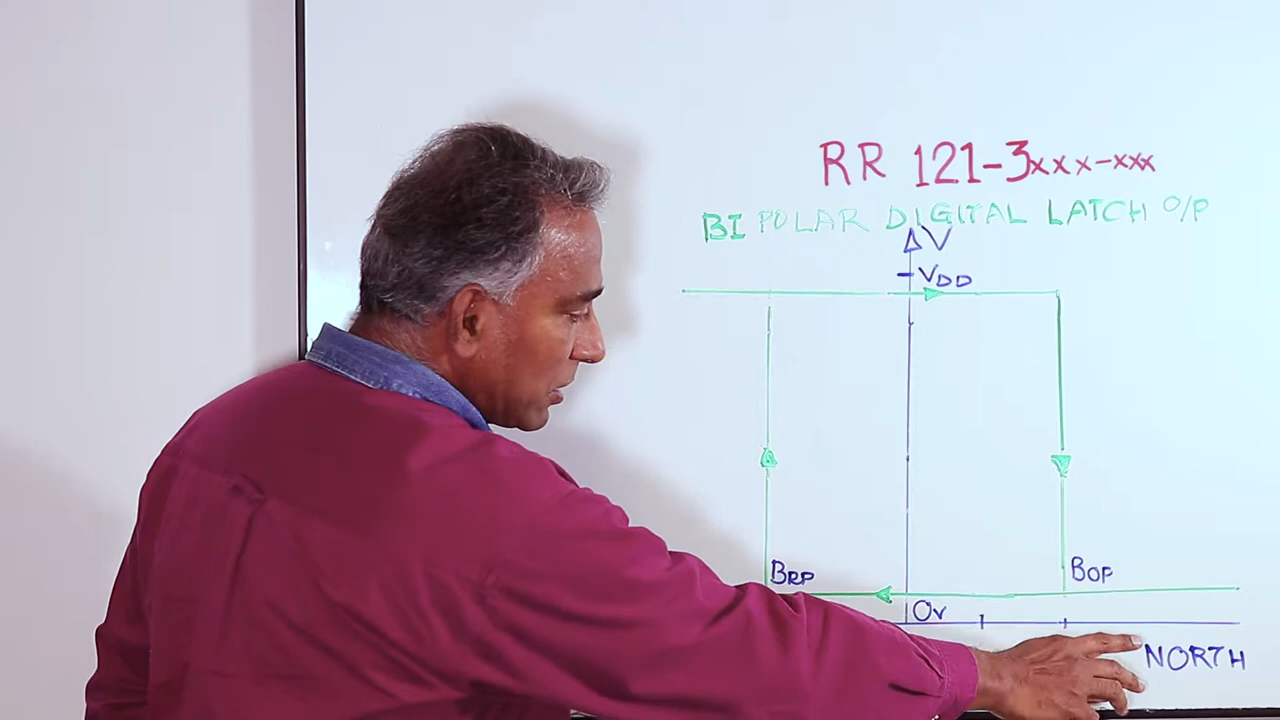 RR 121-3xxx-xxx
BIPOLAR DIGITAL LATCH O/P
V
VDD
BRP
BOP
0v
NORTH